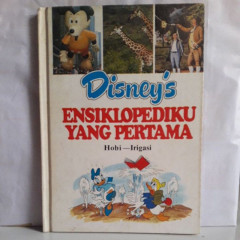 Disney's
ENSIKLOPEDIKU
YANG PERTAMA
Hobi—Irigasi